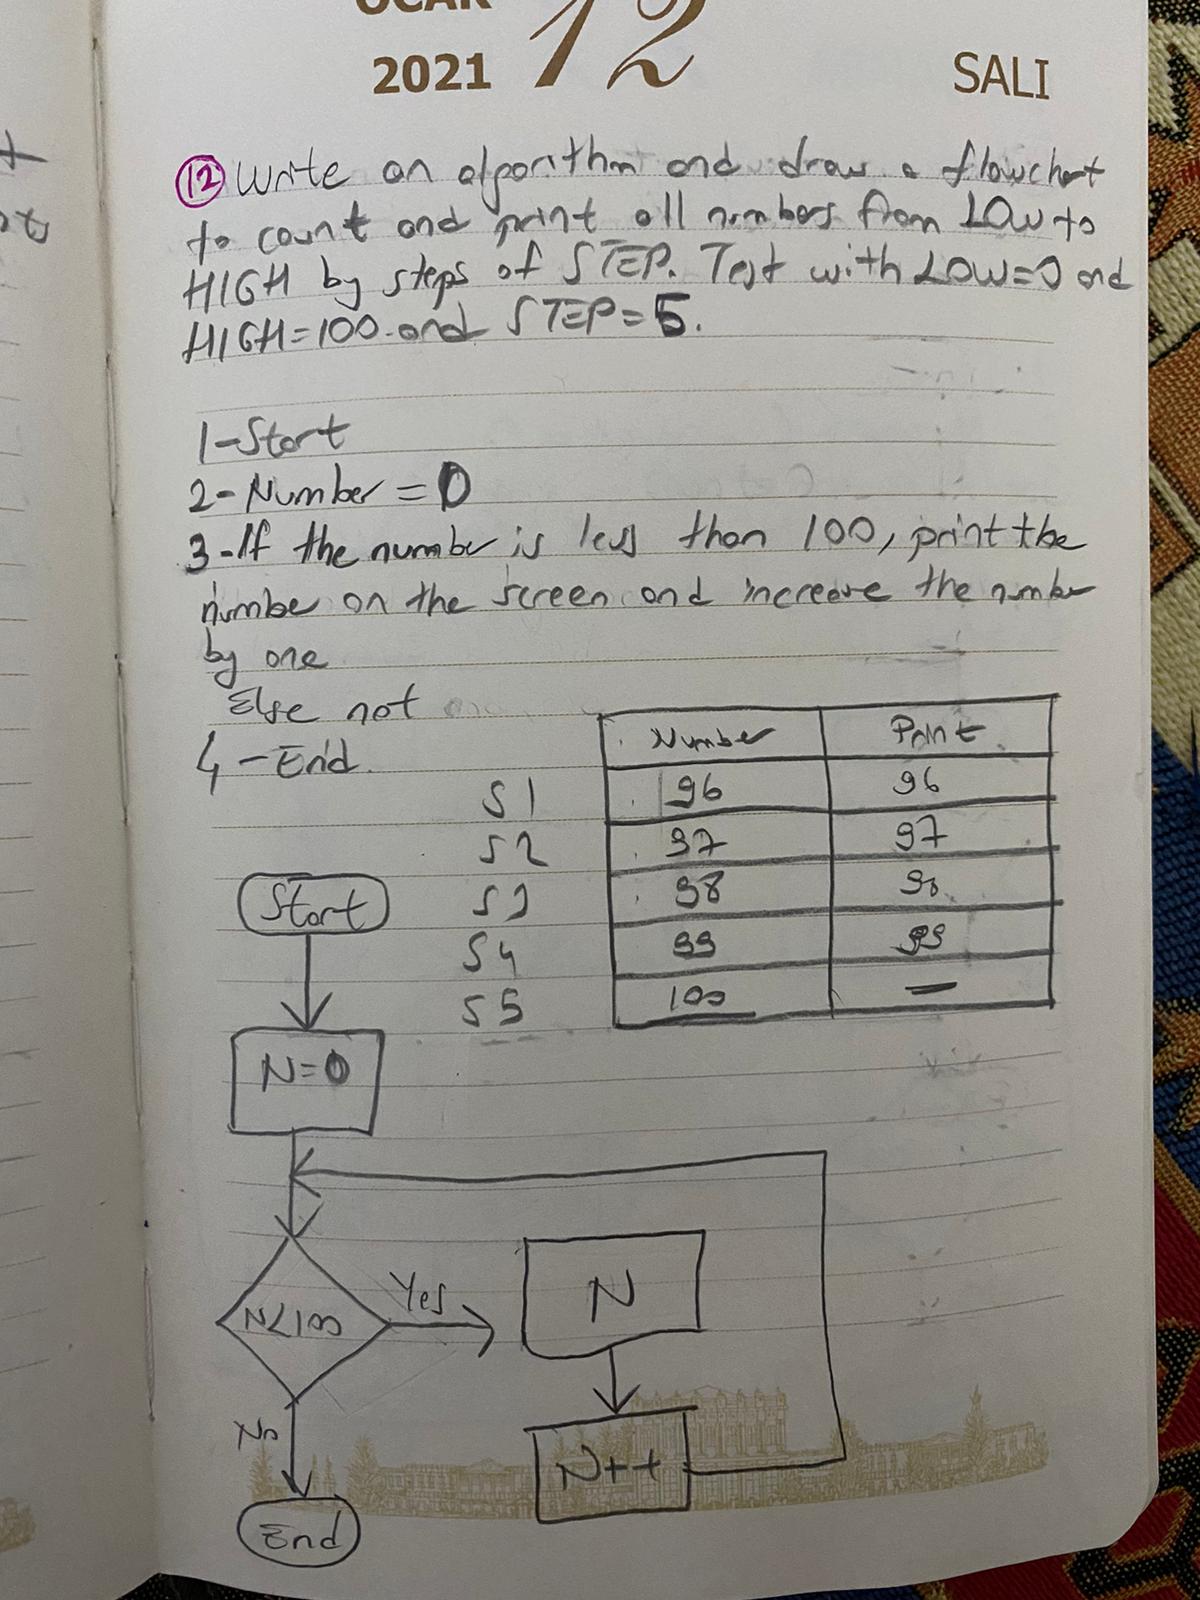 OCAK
2021 12 SALI
12 Write an algorithm and draw a flowchart
to count and print all numbers from LOW to
HIGH by steps of STEP. Test with LOW=0 and
HIGH=100 and STEP=5.
1-Start
2-Number=0
3-If the number is less than 100, print the
number on the screen and increase the number
by one
Else not
4-End
Number Print
S1 96 96
S2 97 97
S3 98 98
S4 99 99
S5 100 —
Start
N=0
N<100 Yes N
No N++
End